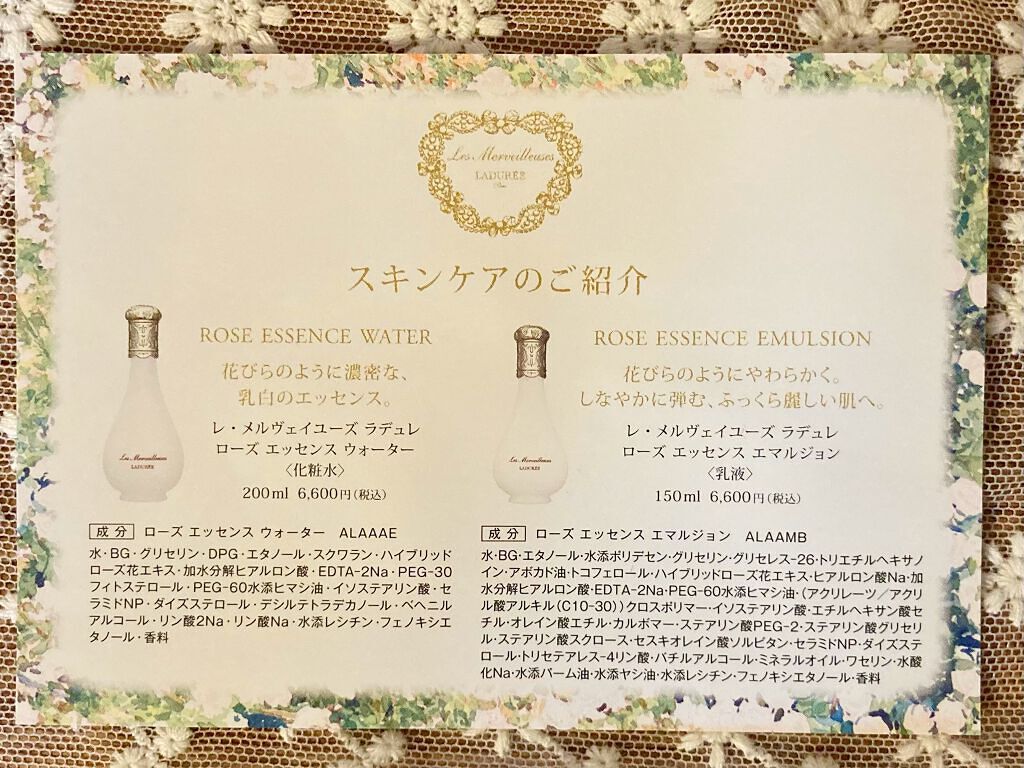 Les Merveilleuses
LADURÉE
Paris
スキンケアのご紹介
ROSE ESSENCE WATER
花びらのように濃密な、
乳白のエッセンス。
レ・メルヴェイユーズ ラデュレ
ローズ エッセンス ウォーター
〈化粧水〉
200ml 6,600円(税込)
Les Merveilleuses
LADURÉE
成分 ローズ エッセンス ウォーター ALAAAE
水・BG・グリセリン・DPG・エタノール・スクワラン・ハイブリッド
ローズ花エキス・加水分解ヒアルロン酸・EDTA-2Na・PEG-30
フィトステロール・PEG-60水添ヒマシ油・イソステアリン酸・セ
ラミドNP・ダイズステロール・デシルテトラデカノール・ベヘニル
アルコール・リン酸2Na・リン酸Na・水添レシチン・フェノキシエ
タノール・香料
ROSE ESSENCE EMULSION
花びらのようにやわらかく。
しなやかに弾む、ふっくら麗しい肌へ。
レ・メルヴェイユーズ ラデュレ
ローズ エッセンス エマルジョン
〈乳液〉
150ml 6,600円(税込)
Les Merveilleuses
LADURÉE
成分 ローズ エッセンス エマルジョン ALAAMB
水・BG・エタノール・水添ポリデセン・グリセリン・グリセレス-26・トリエチルヘキサノ
イン・アボカド油・トコフェロール・ハイブリッドローズ花エキス・ヒアルロン酸Na・加
水分解ヒアルロン酸・EDTA-2Na・PEG-60水添ヒマシ油・(アクリレーツ/アクリ
ル酸アルキル(C10-30))クロスポリマー・イソステアリン酸・エチルヘキサン酸セ
チル・オレイン酸エチル・カルボマー・ステアリン酸PEG-2・ステアリン酸グリセリ
ル・ステアリン酸スクロース・セスキオレイン酸ソルビタン・セラミドNP・ダイズステ
ロール・トリセテアレス-4リン酸・バチルアルコール・ミネラルオイル・ワセリン・水酸
化Na・水添パーム油・水添ヤシ油・水添レシチン・フェノキシエタノール・香料